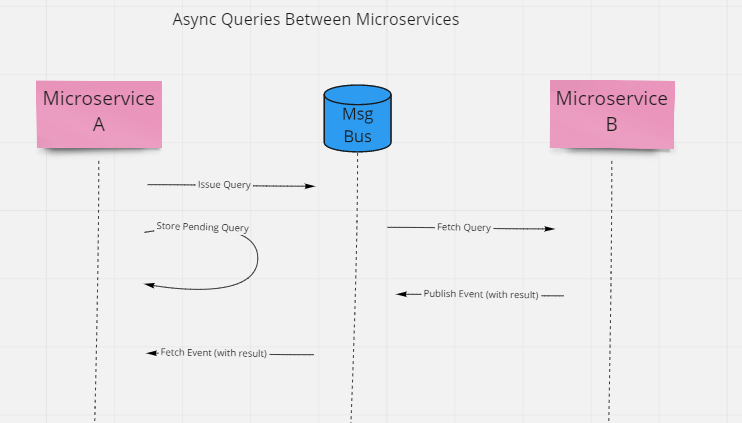 Async Queries Between Microservices
Microservice
A
Msg
Bus
Microservice
B
Issue Query
Store Pending Query
Fetch Query
Publish Event (with result)
Fetch Event (with result)